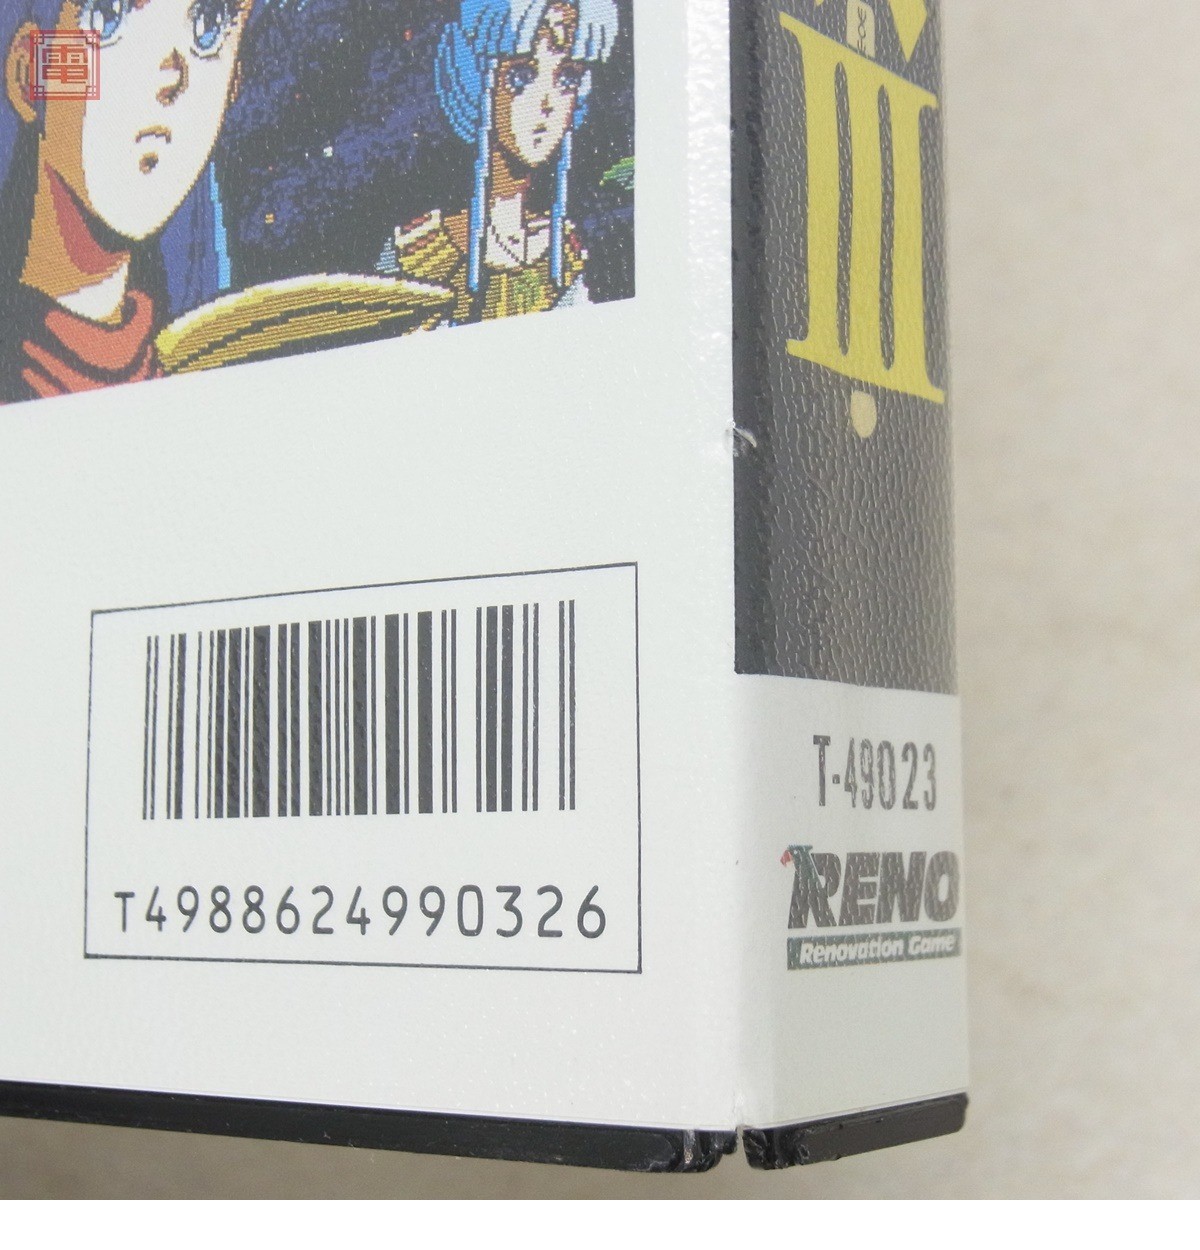 電
III
T4988624990326
T-49023
RENO
Renovation Game